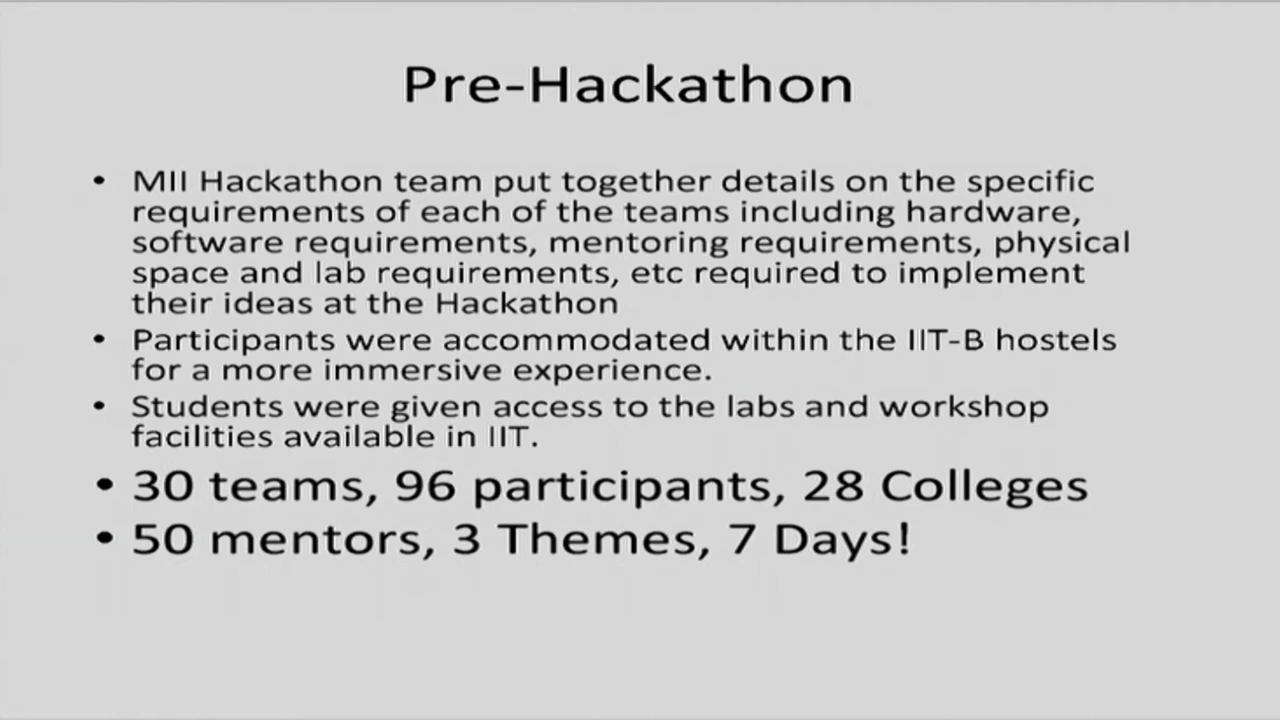 Pre-Hackathon
• MII Hackathon team put together details on the specific
requirements of each of the teams including hardware,
software requirements, mentoring requirements, physical
space and lab requirements, etc required to implement
their ideas at the Hackathon
• Participants were accommodated within the IIT-B hostels
for a more immersive experience.
• Students were given access to the labs and workshop
facilities available in IIT.
• 30 teams, 96 participants, 28 Colleges
• 50 mentors, 3 Themes, 7 Days!